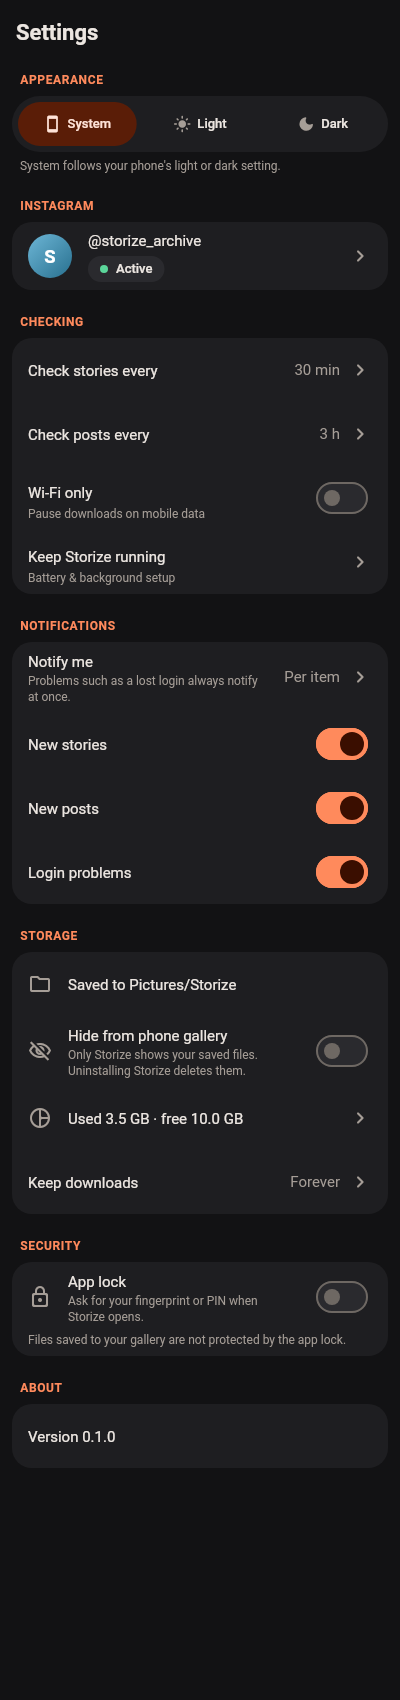 Settings
APPEARANCE
System
Light
Dark
System follows your phone's light or dark setting.
INSTAGRAM
S
@storize_archive
Active
CHECKING
Check stories every
30 min
Check posts every
3 h
Wi-Fi only
Pause downloads on mobile data
Keep Storize running
Battery & background setup
NOTIFICATIONS
Notify me
Problems such as a lost login always notify
at once.
Per item
New stories
New posts
Login problems
STORAGE
Saved to Pictures/Storize
Hide from phone gallery
Only Storize shows your saved files.
Uninstalling Storize deletes them.
Used 3.5 GB · free 10.0 GB
Keep downloads
Forever
SECURITY
App lock
Ask for your fingerprint or PIN when
Storize opens.
Files saved to your gallery are not protected by the app lock.
ABOUT
Version 0.1.0